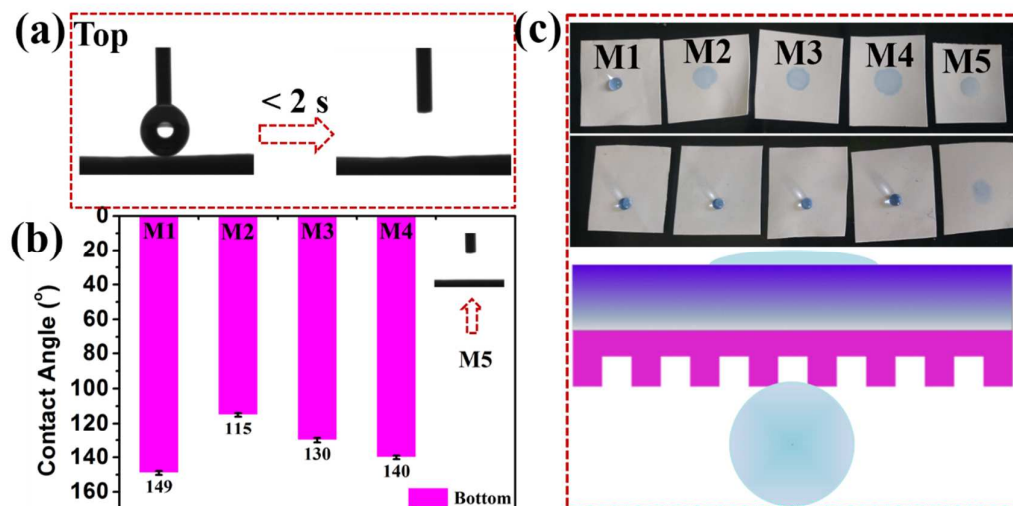 (a) Top
< 2 s
(b)
Contact Angle (°)
0
20
40
60
80
100
120
140
160
M1 M2 M3 M4
149
115
130
140
M5
Bottom
(c)
M1 M2 M3 M4 M5